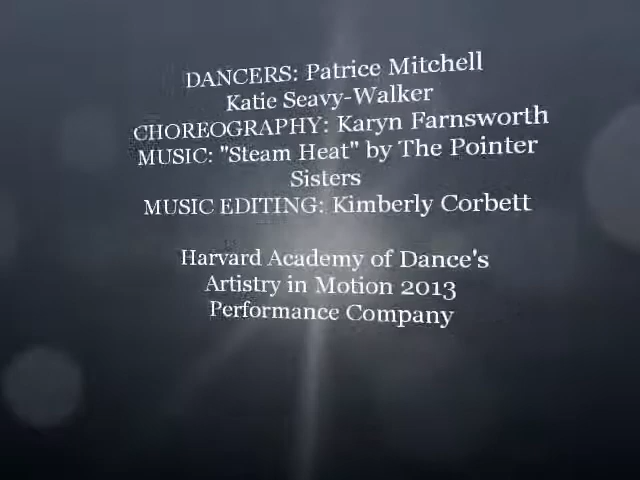 DANCERS: Patrice Mitchell
Katie Seavy-Walker
CHOREOGRAPHY: Karyn Farnsworth
MUSIC: "Steam Heat" by The Pointer
Sisters
MUSIC EDITING: Kimberly Corbett
Harvard Academy of Dance's
Artistry in Motion 2013
Performance Company